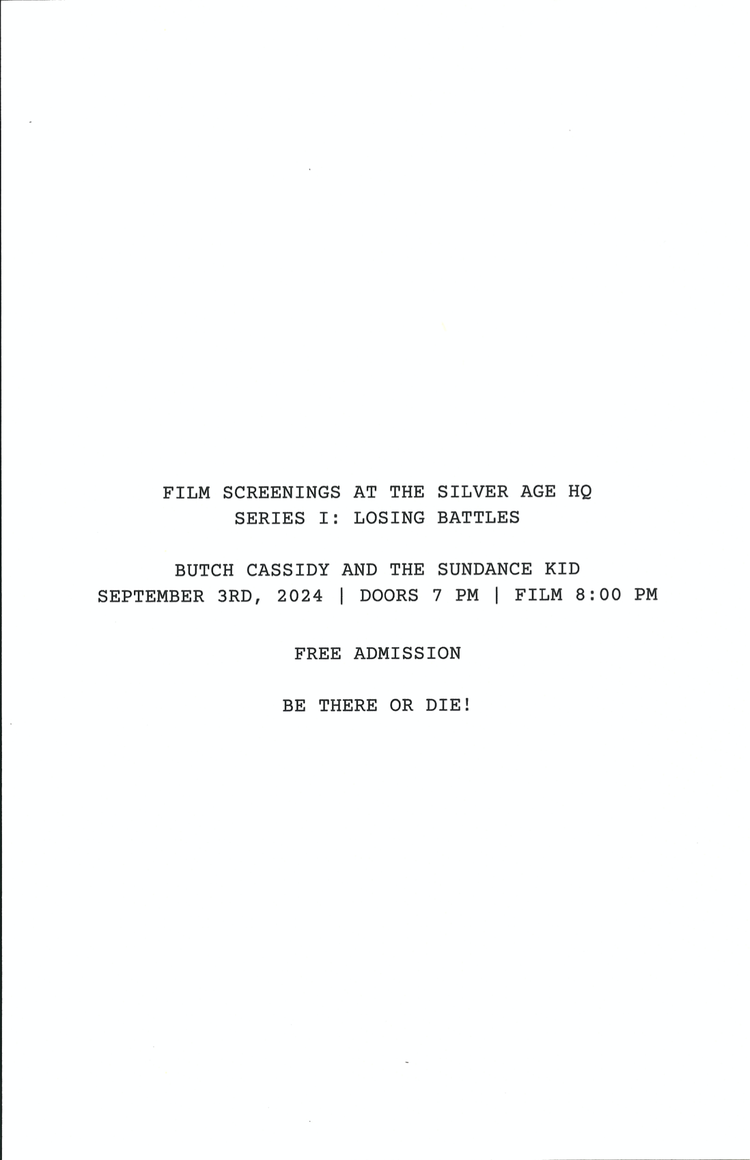 FILM SCREENINGS AT THE SILVER AGE HQ
SERIES I: LOSING BATTLES
BUTCH CASSIDY AND THE SUNDANCE KID
SEPTEMBER 3RD, 2024 | DOORS 7 PM | FILM 8:00 PM
FREE ADMISSION
BE THERE OR DIE!